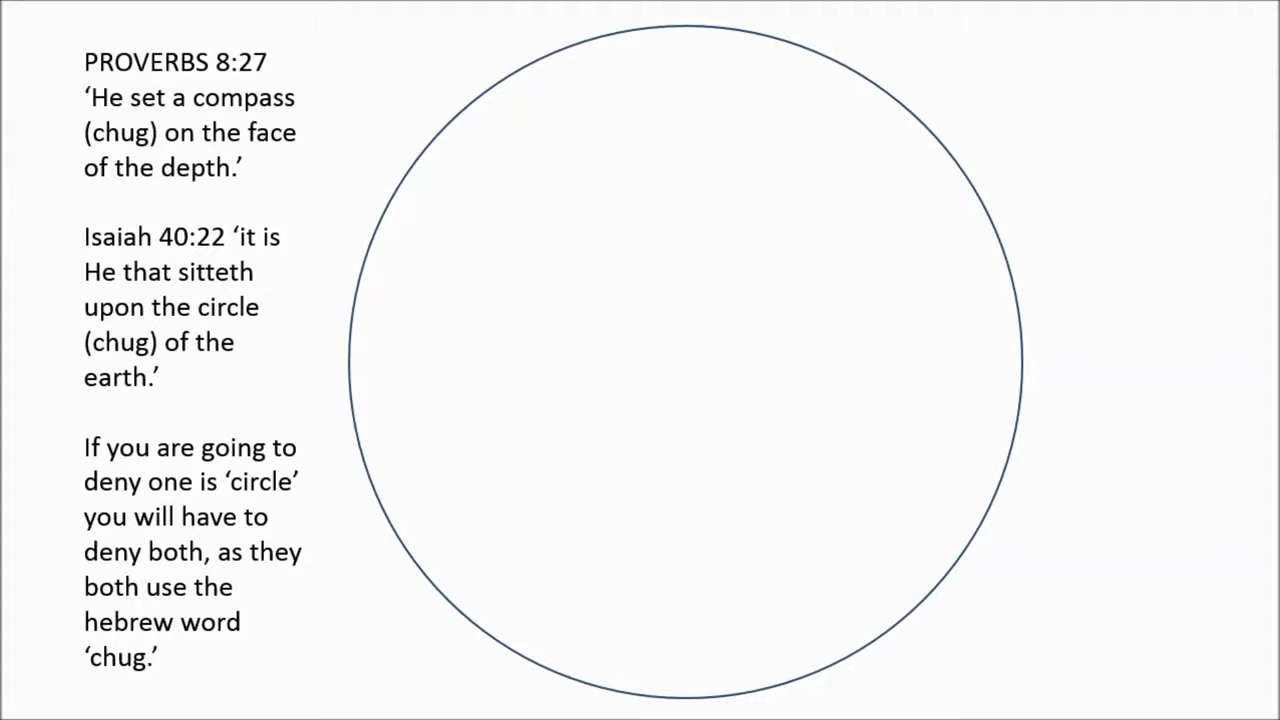 PROVERBS 8:27
‘He set a compass
(chug) on the face
of the depth.’
Isaiah 40:22 ‘it is
He that sitteth
upon the circle
(chug) of the
earth.’
If you are going to
deny one is ‘circle’
you will have to
deny both, as they
both use the
hebrew word
‘chug.’